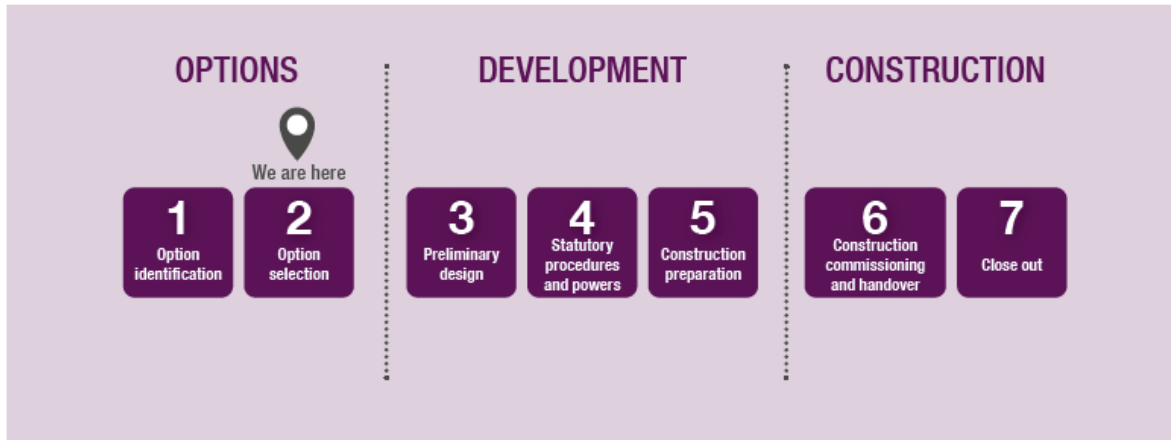 OPTIONS
DEVELOPMENT
CONSTRUCTION
We are here
1
Option
identification
2
Option
selection
3
Preliminary
design
4
Statutory
procedures
and powers
5
Construction
preparation
6
Construction
commissioning
and handover
7
Close out